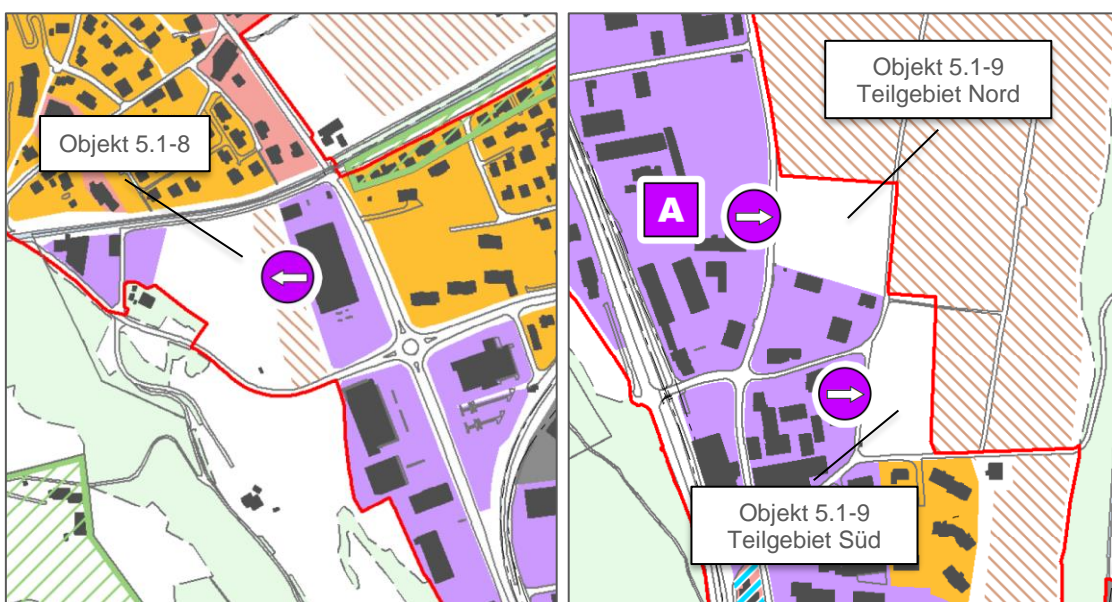 Objekt 5.1-8
Objekt 5.1-9
Teilgebiet Nord
A
Objekt 5.1-9
Teilgebiet Süd